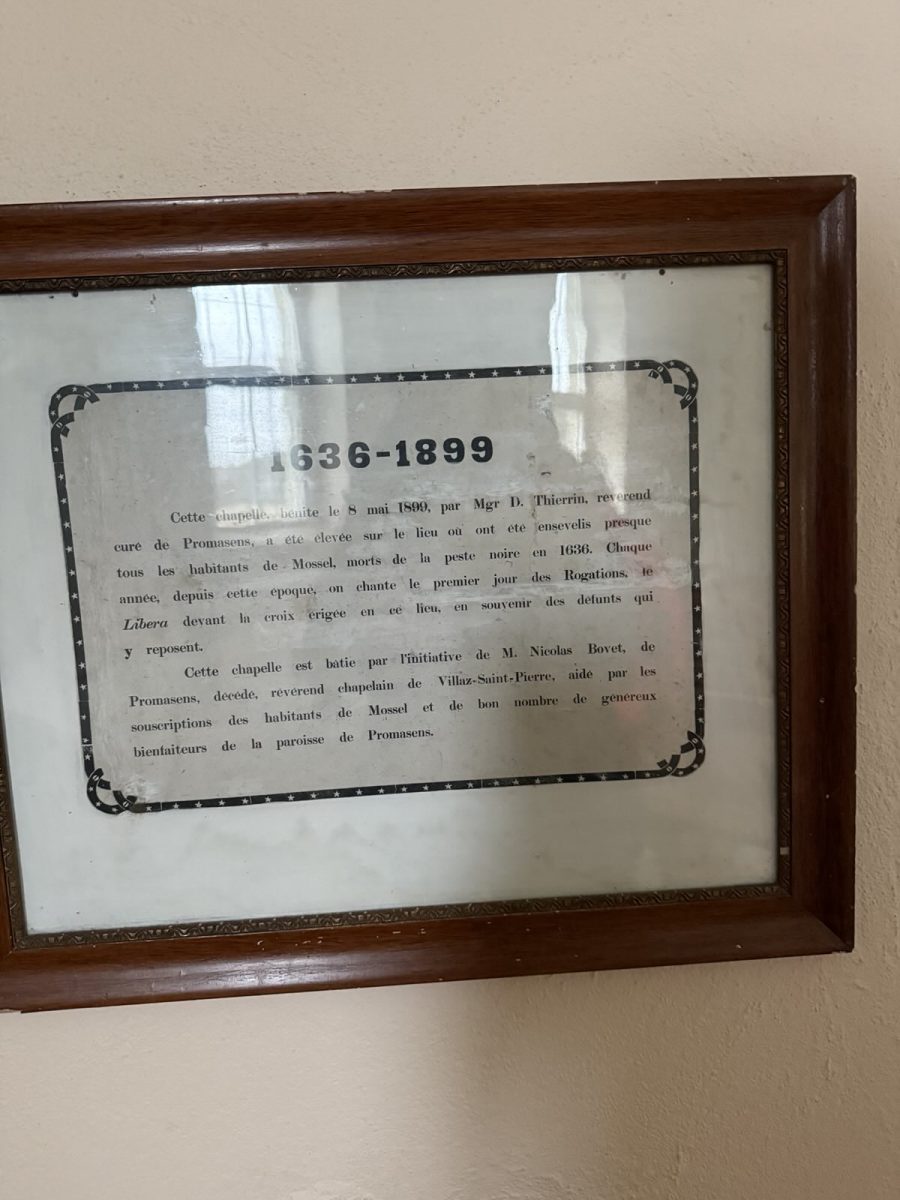 1636-1899
Cette chapelle, bénite le 8 mai 1899, par Mgr D. Thierrin, révérend
curé de Promasens, a été élevée sur le lieu où ont été ensevelis presque
tous les habitants de Mossel, morts de la peste noire en 1636. Chaque
année, depuis cette époque, on chante le premier jour des Rogations, le
Libera devant la croix érigée en ce lieu, en souvenir des défunts qui
y reposent.
Cette chapelle est bâtie par l'initiative de M. Nicolas Bovet, de
Promasens, décédé, révérend chapelain de Villaz-Saint-Pierre, aidé par les
souscriptions des habitants de Mossel et de bon nombre de généreux
bienfaiteurs de la paroisse de Promasens.